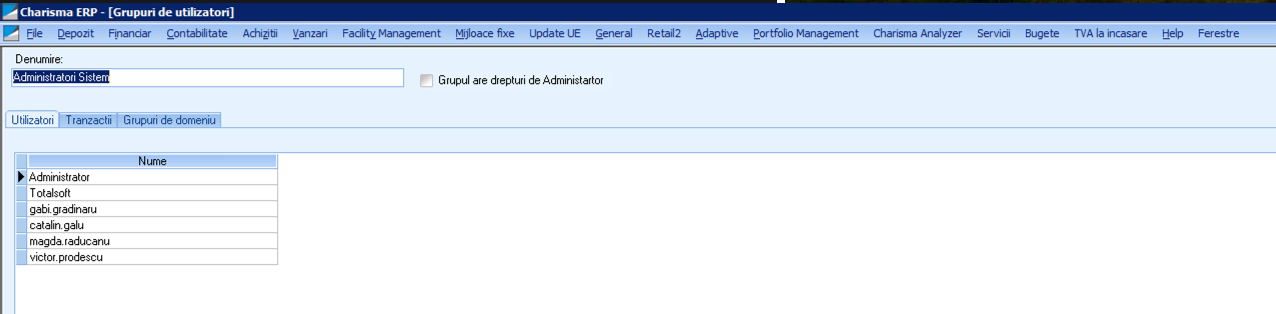 Charisma ERP - [Grupuri de utilizatori]
File Depozit Financiar Contabilitate Achizitii Vanzari Facility Management Mijloace fixe Update UE General Retail2 Adaptive Portfolio Management Charisma Analyzer Servicii Bugete TVA la incasare Help Ferestre
Denumire:
Administratori Sistem
Grupul are drepturi de Administartor
Utilizatori Tranzactii Grupuri de domeniu
Nume
Administrator
Totalsoft
gabi.gradinaru
catalin.galu
magda.raducanu
victor.prodescu